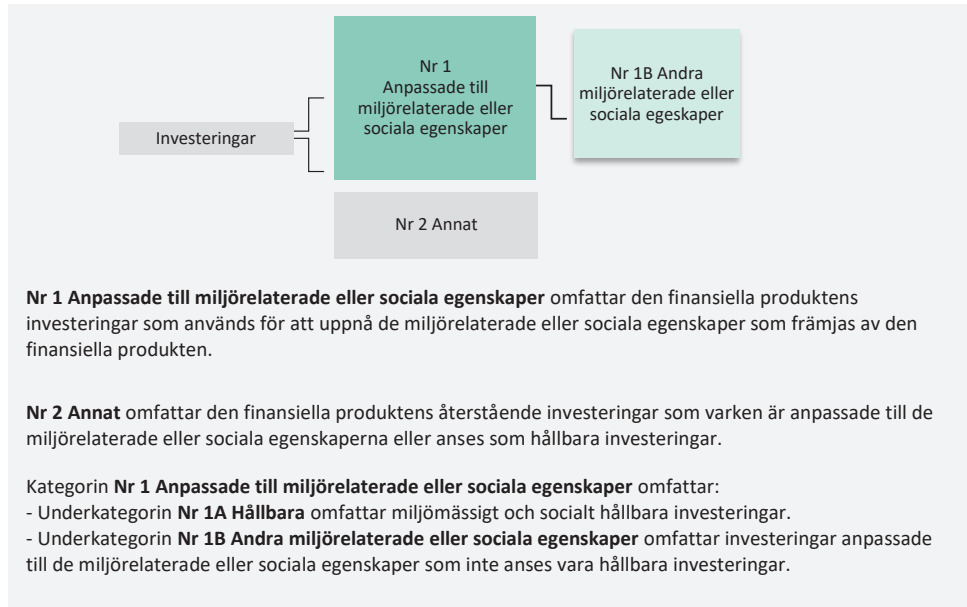 Nr 1
Anpassade till
miljörelaterade eller
sociala egenskaper
Nr 1B Andra
miljörelaterade eller
sociala egeskaper
Investeringar
Nr 2 Annat
Nr 1 Anpassade till miljörelaterade eller sociala egenskaper omfattar den finansiella produktens
investeringar som används för att uppnå de miljörelaterade eller sociala egenskaper som främjas av den
finansiella produkten.
Nr 2 Annat omfattar den finansiella produktens återstående investeringar som varken är anpassade till de
miljörelaterade eller sociala egenskaperna eller anses som hållbara investeringar.
Kategorin Nr 1 Anpassade till miljörelaterade eller sociala egenskaper omfattar:
- Underkategorin Nr 1A Hållbara omfattar miljömässigt och socialt hållbara investeringar.
- Underkategorin Nr 1B Andra miljörelaterade eller sociala egenskaper omfattar investeringar anpassade
till de miljörelaterade eller sociala egenskaper som inte anses vara hållbara investeringar.